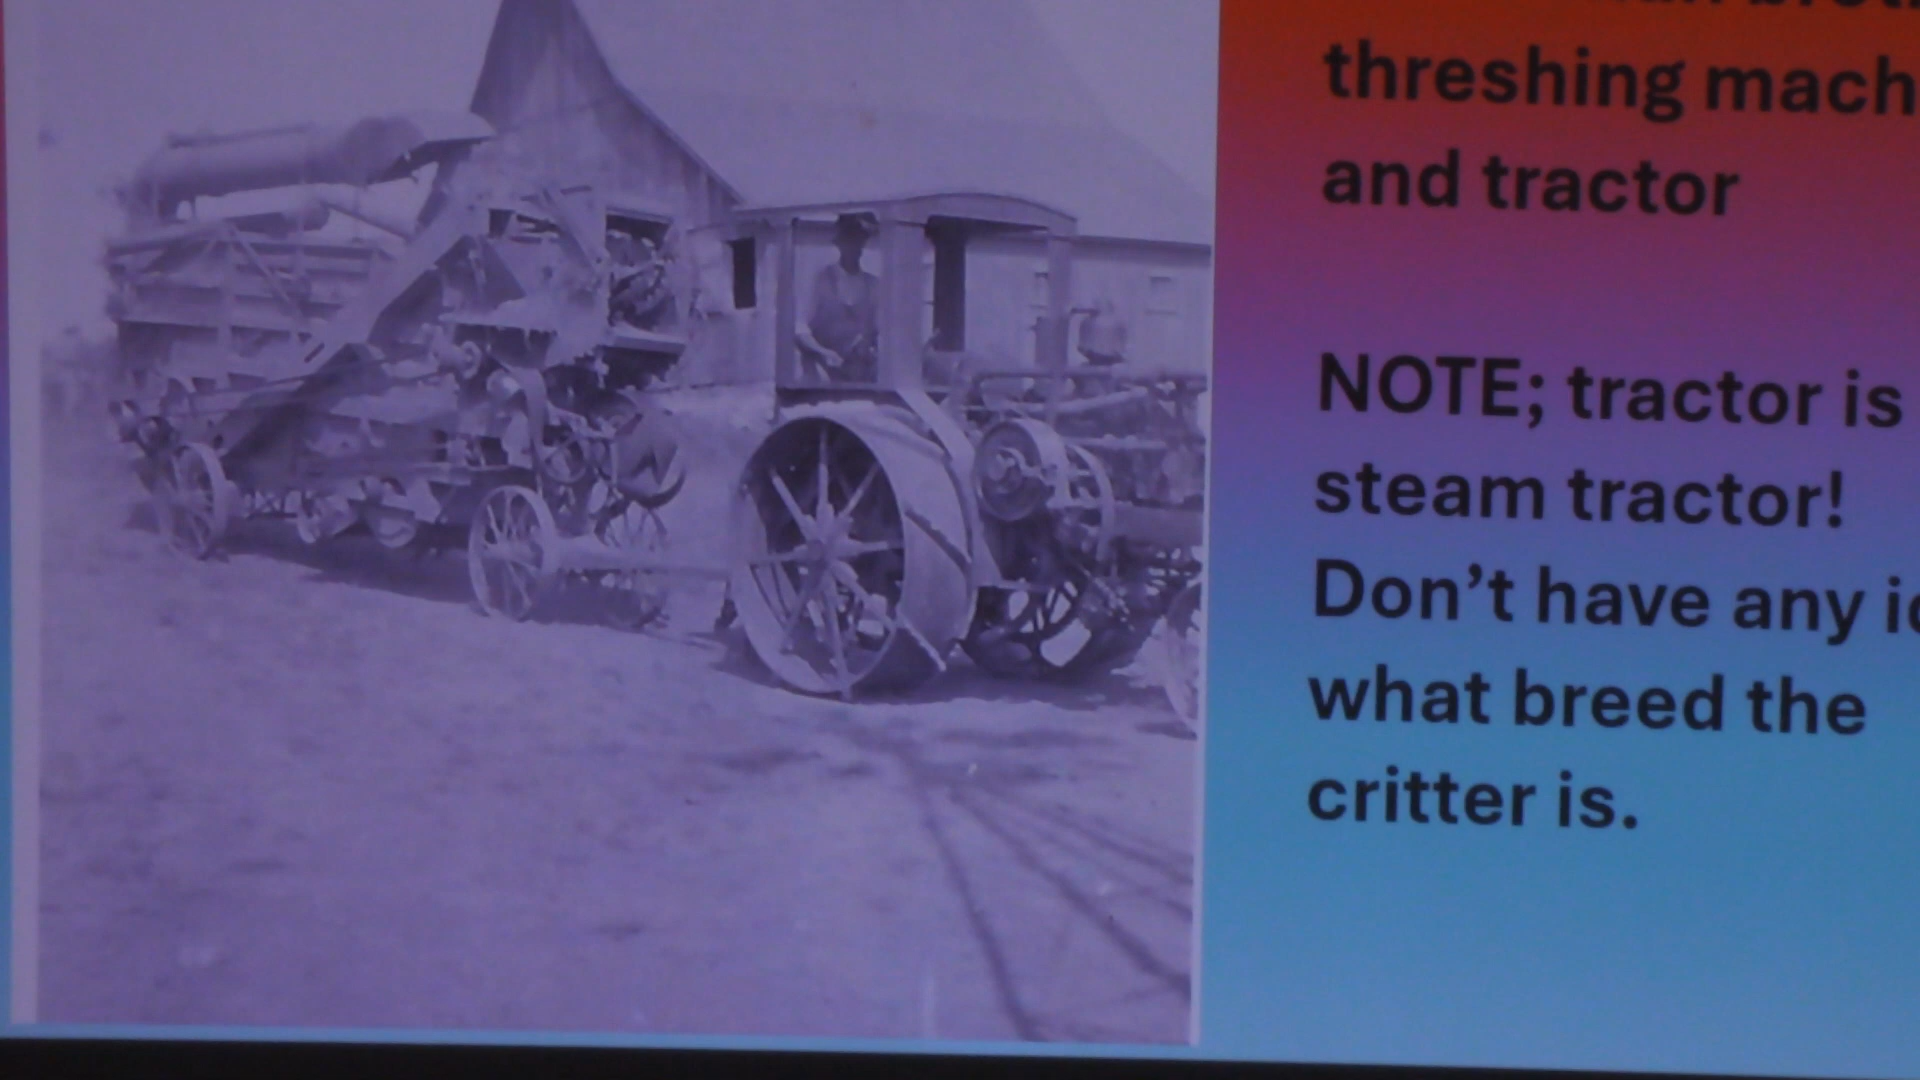 threshing mach
and tractor
NOTE; tractor is
steam tractor!
Don't have any
what breed the
critter is.